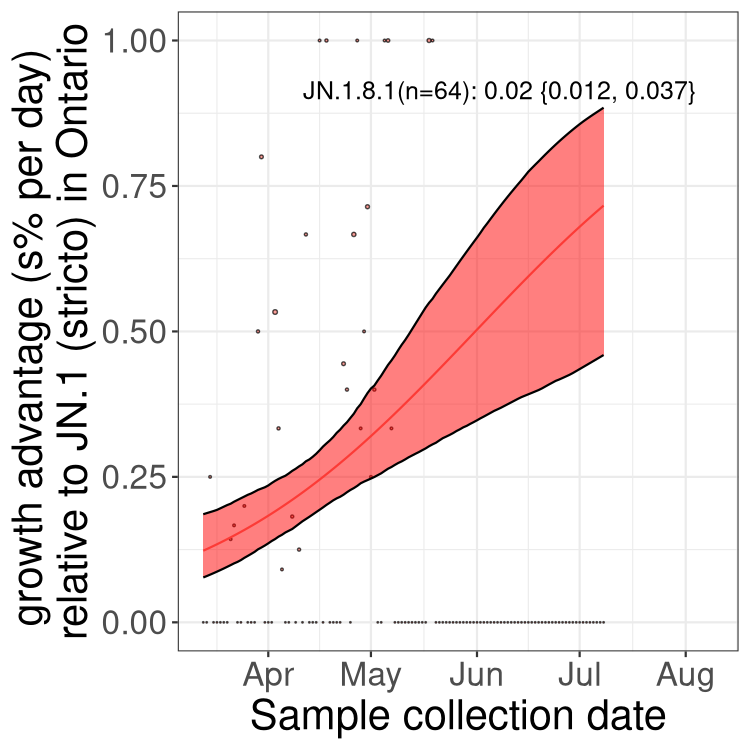 growth advantage (s% per day)
relative to JN.1 (stricto) in Ontario
1.00
JN.1.8.1(n=64): 0.02 {0.012, 0.037}
0.75
0.50
0.25
0.00
Apr May Jun Jul Aug
Sample collection date